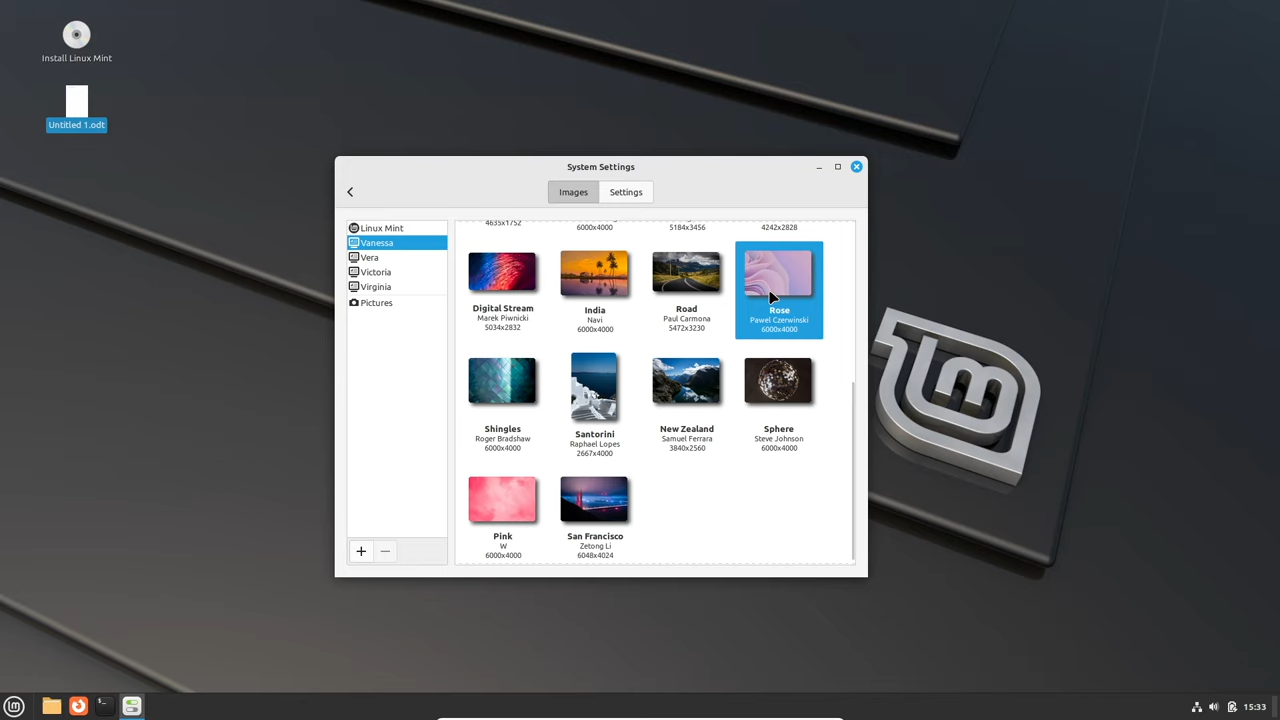 Install Linux Mint
Untitled 1.odt
System Settings
Images
Settings
Linux Mint
Vanessa
Vera
Victoria
Virginia
Pictures
4635x1752
6000x4000
5184x3456
4242x2828
Digital Stream
Marek Piwnicki
5034x2832
India
Navi
6000x4000
Road
Paul Carmona
5472x3230
Rose
Pawel Czerwinski
6000x4000
Shingles
Roger Bradshaw
6000x4000
Santorini
Raphael Lopes
2667x4000
New Zealand
Samuel Ferrara
3840x2560
Sphere
Steve Johnson
6000x4000
Pink
W
6000x4000
San Francisco
Zetong Li
6048x4024
15:33